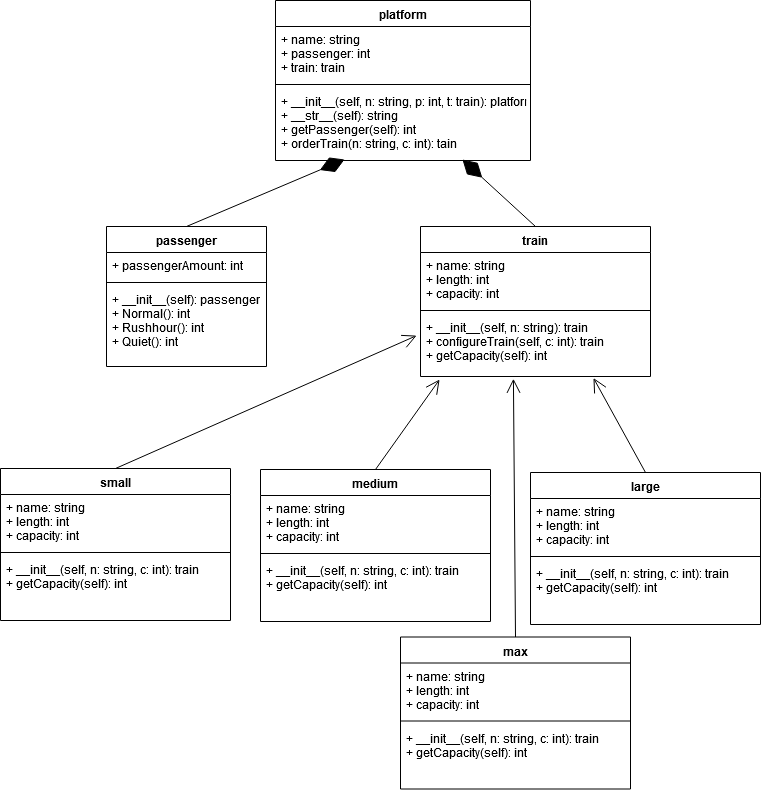 platform
+ name: string
+ passenger: int
+ train: train
+ __init__(self, n: string, p: int, t: train): platforr
+ __str__(self): string
+ getPassenger(self): int
+ orderTrain(n: string, c: int): tain
passenger
+ passengerAmount: int
+ __init__(self): passenger
+ Normal(): int
+ Rushhour(): int
+ Quiet(): int
train
+ name: string
+ length: int
+ capacity: int
+ __init__(self, n: string): train
+ configureTrain(self, c: int): train
+ getCapacity(self): int
small
+ name: string
+ length: int
+ capacity: int
+ __init__(self, n: string, c: int): train
+ getCapacity(self): int
medium
+ name: string
+ length: int
+ capacity: int
+ __init__(self, n: string, c: int): train
+ getCapacity(self): int
large
+ name: string
+ length: int
+ capacity: int
+ __init__(self, n: string, c: int): train
+ getCapacity(self): int
max
+ name: string
+ length: int
+ capacity: int
+ __init__(self, n: string, c: int): train
+ getCapacity(self): int